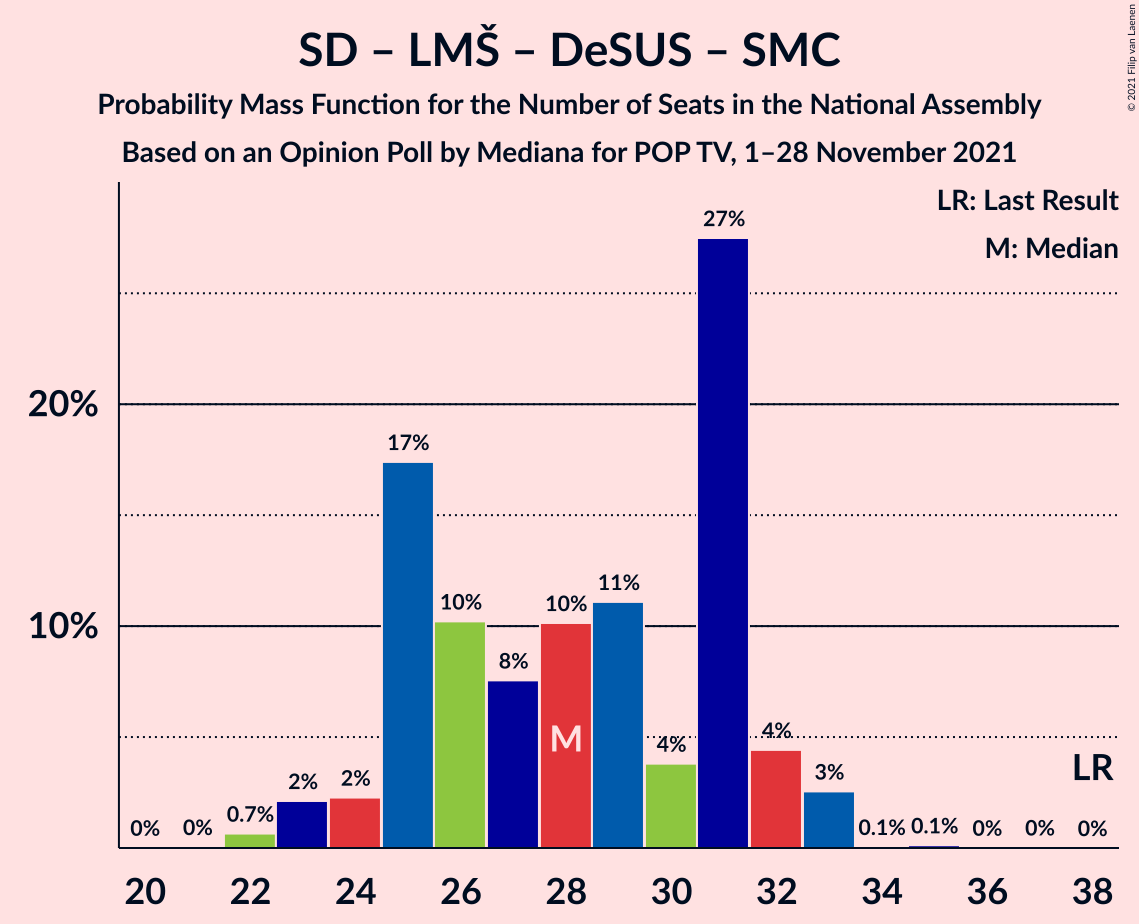 SD – LMŠ – DeSUS – SMC
Probability Mass Function for the Number of Seats in the National Assembly
Based on an Opinion Poll by Mediana for POP TV, 1–28 November 2021
© 2021 Filip van Laenen
LR: Last Result
M: Median
27%
20%
17%
11%
10%
10%
10%
8%
M
4%
4%
LR
3%
2%
2%
0.7%
0%
0%
0.1%
0.1%
0%
0%
0%
20 22 24 26 28 30 32 34 36 38